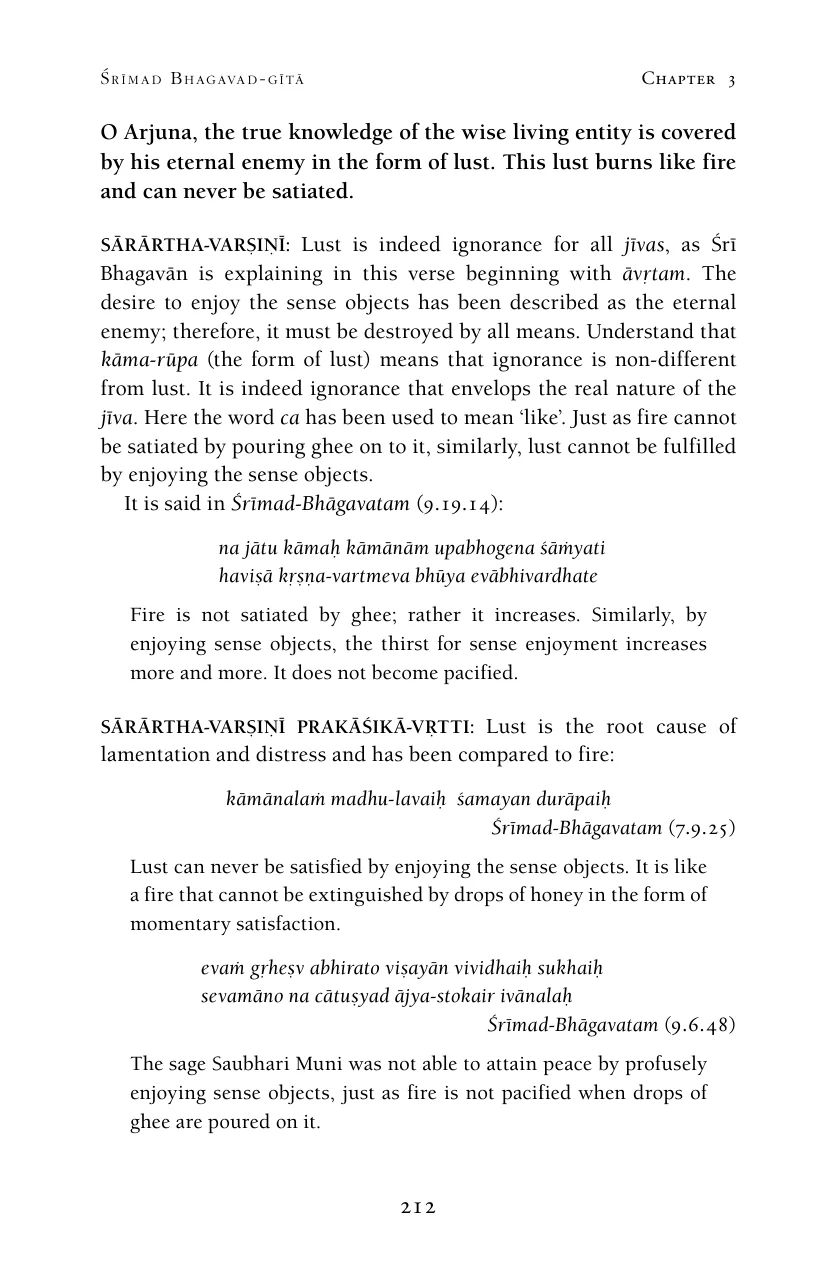 Śrīmad Bhagavad-gītā Chapter 3
O Arjuna, the true knowledge of the wise living entity is covered
by his eternal enemy in the form of lust. This lust burns like fire
and can never be satiated.
SĀRĀRTHA-VARṢIṆĪ: Lust is indeed ignorance for all jīvas, as Śrī
Bhagavān is explaining in this verse beginning with āvṛtam. The
desire to enjoy the sense objects has been described as the eternal
enemy; therefore, it must be destroyed by all means. Understand that
kāma-rūpa (the form of lust) means that ignorance is non-different
from lust. It is indeed ignorance that envelops the real nature of the
jīva. Here the word ca has been used to mean ‘like’. Just as fire cannot
be satiated by pouring ghee on to it, similarly, lust cannot be fulfilled
by enjoying the sense objects.
It is said in Śrīmad-Bhāgavatam (9.19.14):
na jātu kāmaḥ kāmānām upabhogena śāṁyati
haviṣā kṛṣṇa-vartmeva bhūya evābhivardhate
Fire is not satiated by ghee; rather it increases. Similarly, by
enjoying sense objects, the thirst for sense enjoyment increases
more and more. It does not become pacified.
SĀRĀRTHA-VARṢIṆĪ PRAKĀŚIKĀ-VṚTTI: Lust is the root cause of
lamentation and distress and has been compared to fire:
kāmānalaṁ madhu-lavaiḥ śamayan durāpaiḥ
Śrīmad-Bhāgavatam (7.9.25)
Lust can never be satisfied by enjoying the sense objects. It is like
a fire that cannot be extinguished by drops of honey in the form of
momentary satisfaction.
evaṁ gṛheṣv abhirato viṣayān vividhaiḥ sukhaiḥ
sevamāno na cātuṣyad ājya-stokair ivānalaḥ
Śrīmad-Bhāgavatam (9.6.48)
The sage Saubhari Muni was not able to attain peace by profusely
enjoying sense objects, just as fire is not pacified when drops of
ghee are poured on it.
212